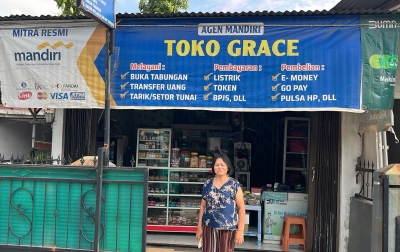 AGEN MANDIRI
MITRA RESMI
mandiri
TOKO GRACE
Melayani :
✓ BUKA TABUNGAN
✓ TRANSFER UANG
✓ TARIK/SETOR TUNAI
Pembayaran :
✓ LISTRIK
✓ TOKEN
✓ BPJS, DLL
Pembelian :
✓ E- MONEY
✓ GO PAY
✓ PULSA HP, DLL
VISA
BUMN